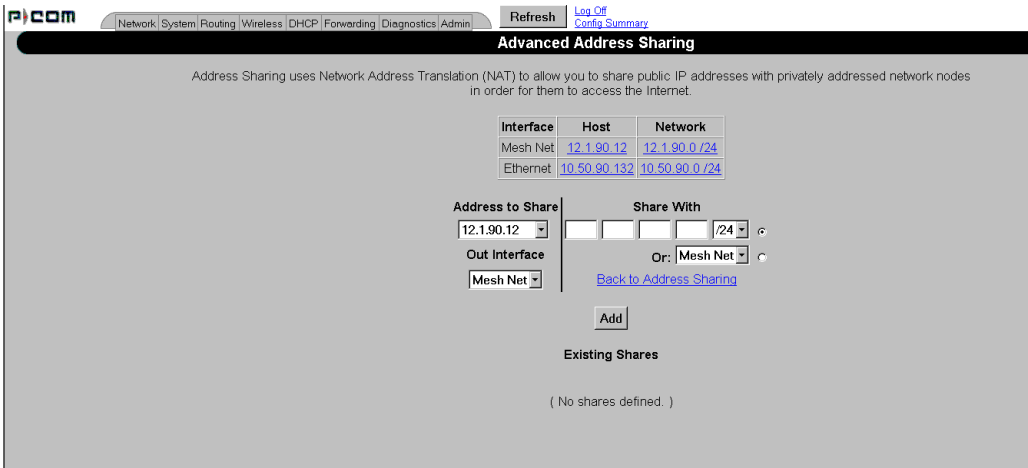 p)com
Network System Routing Wireless DHCP Forwarding Diagnostics Admin Refresh Log Off
Config Summary
Advanced Address Sharing
Address Sharing uses Network Address Translation (NAT) to allow you to share public IP addresses with privately addressed network nodes
in order for them to access the Internet.
Interface Host Network
Mesh Net 12.1.90.12 12.1.90.0 /24
Ethernet 10.50.90.132 10.50.90.0 /24
Address to Share Share With
12.1.90.12 /24
Out Interface Or: Mesh Net
Mesh Net Back to Address Sharing
Add
Existing Shares
( No shares defined. )